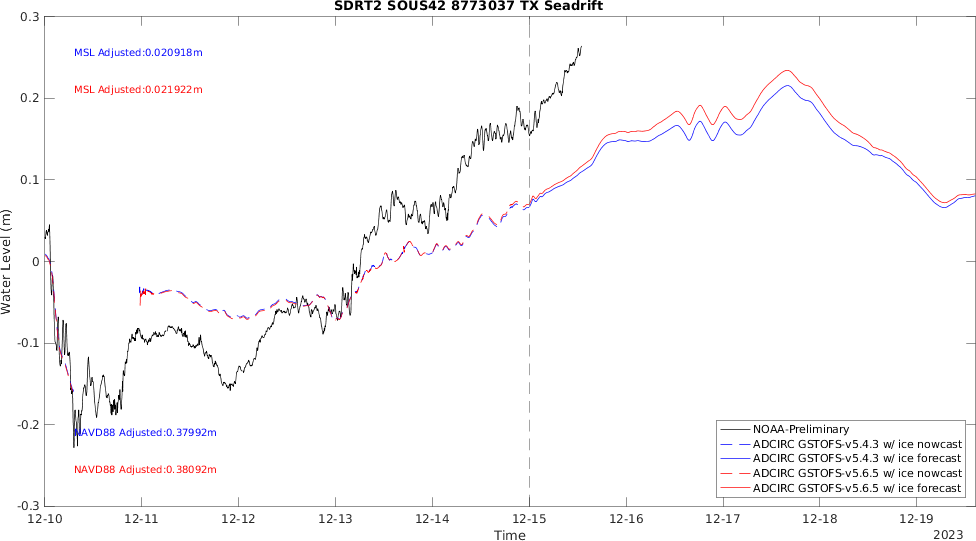 SDRT2 SOUS42 8773037 TX Seadrift
0.3
0.2
0.1
0
-0.1
-0.2
-0.3
Water Level (m)
MSL Adjusted:0.020918m
MSL Adjusted:0.021922m
NAVD88 Adjusted:0.37992m
NAVD88 Adjusted:0.38092m
NOAA-Preliminary
ADCIRC GSTOFS-v5.4.3 w/ ice nowcast
ADCIRC GSTOFS-v5.4.3 w/ ice forecast
ADCIRC GSTOFS-v5.6.5 w/ ice nowcast
ADCIRC GSTOFS-v5.6.5 w/ ice forecast
12-10 12-11 12-12 12-13 12-14 12-15 12-16 12-17 12-18 12-19
Time
2023